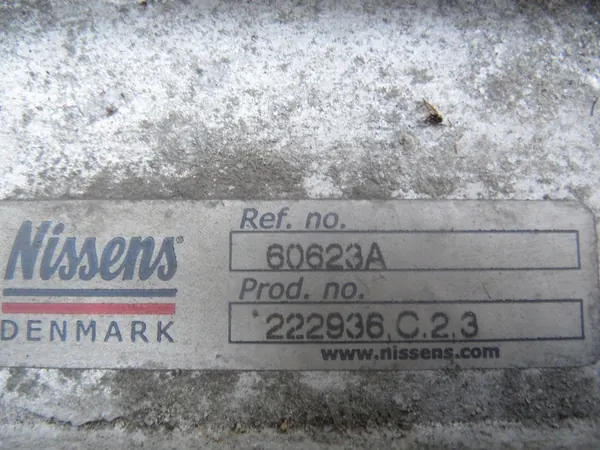 Nissens®
DENMARK
Ref. no.
60623A
Prod. no.
222936.C.2.3
www.nissens.com